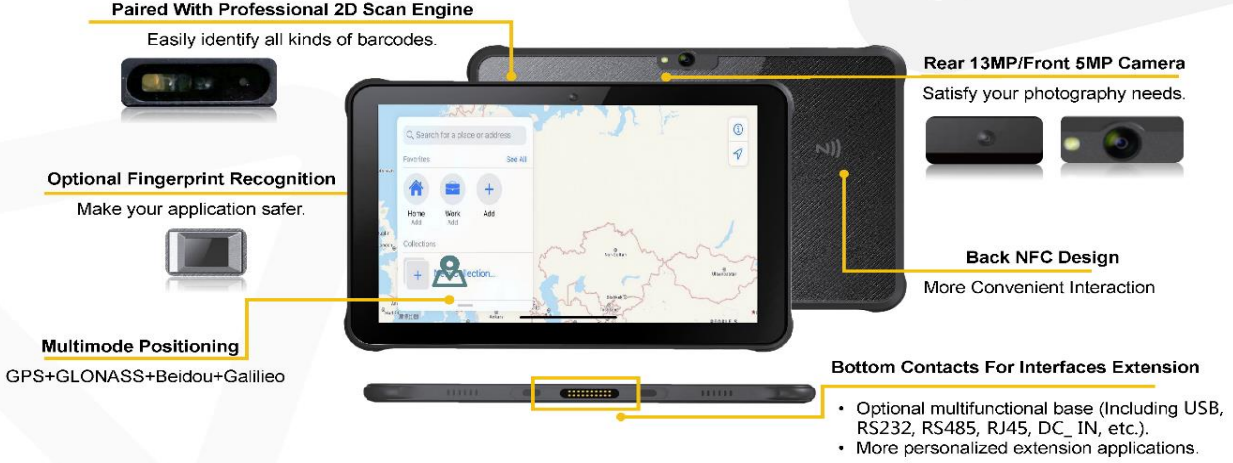 Paired With Professional 2D Scan Engine
Easily identify all kinds of barcodes.
Rear 13MP/Front 5MP Camera
Satisfy your photography needs.
Optional Fingerprint Recognition
Make your application safer.
Search for a place or address
Favorites See All
Home Work Add
Add Add
Collections
Back NFC Design
More Convenient Interaction
Multimode Positioning
GPS+GLONASS+Beidou+Galilieo
Bottom Contacts For Interfaces Extension
• Optional multifunctional base (Including USB,
RS232, RS485, RJ45, DC_ IN, etc.).
• More personalized extension applications.